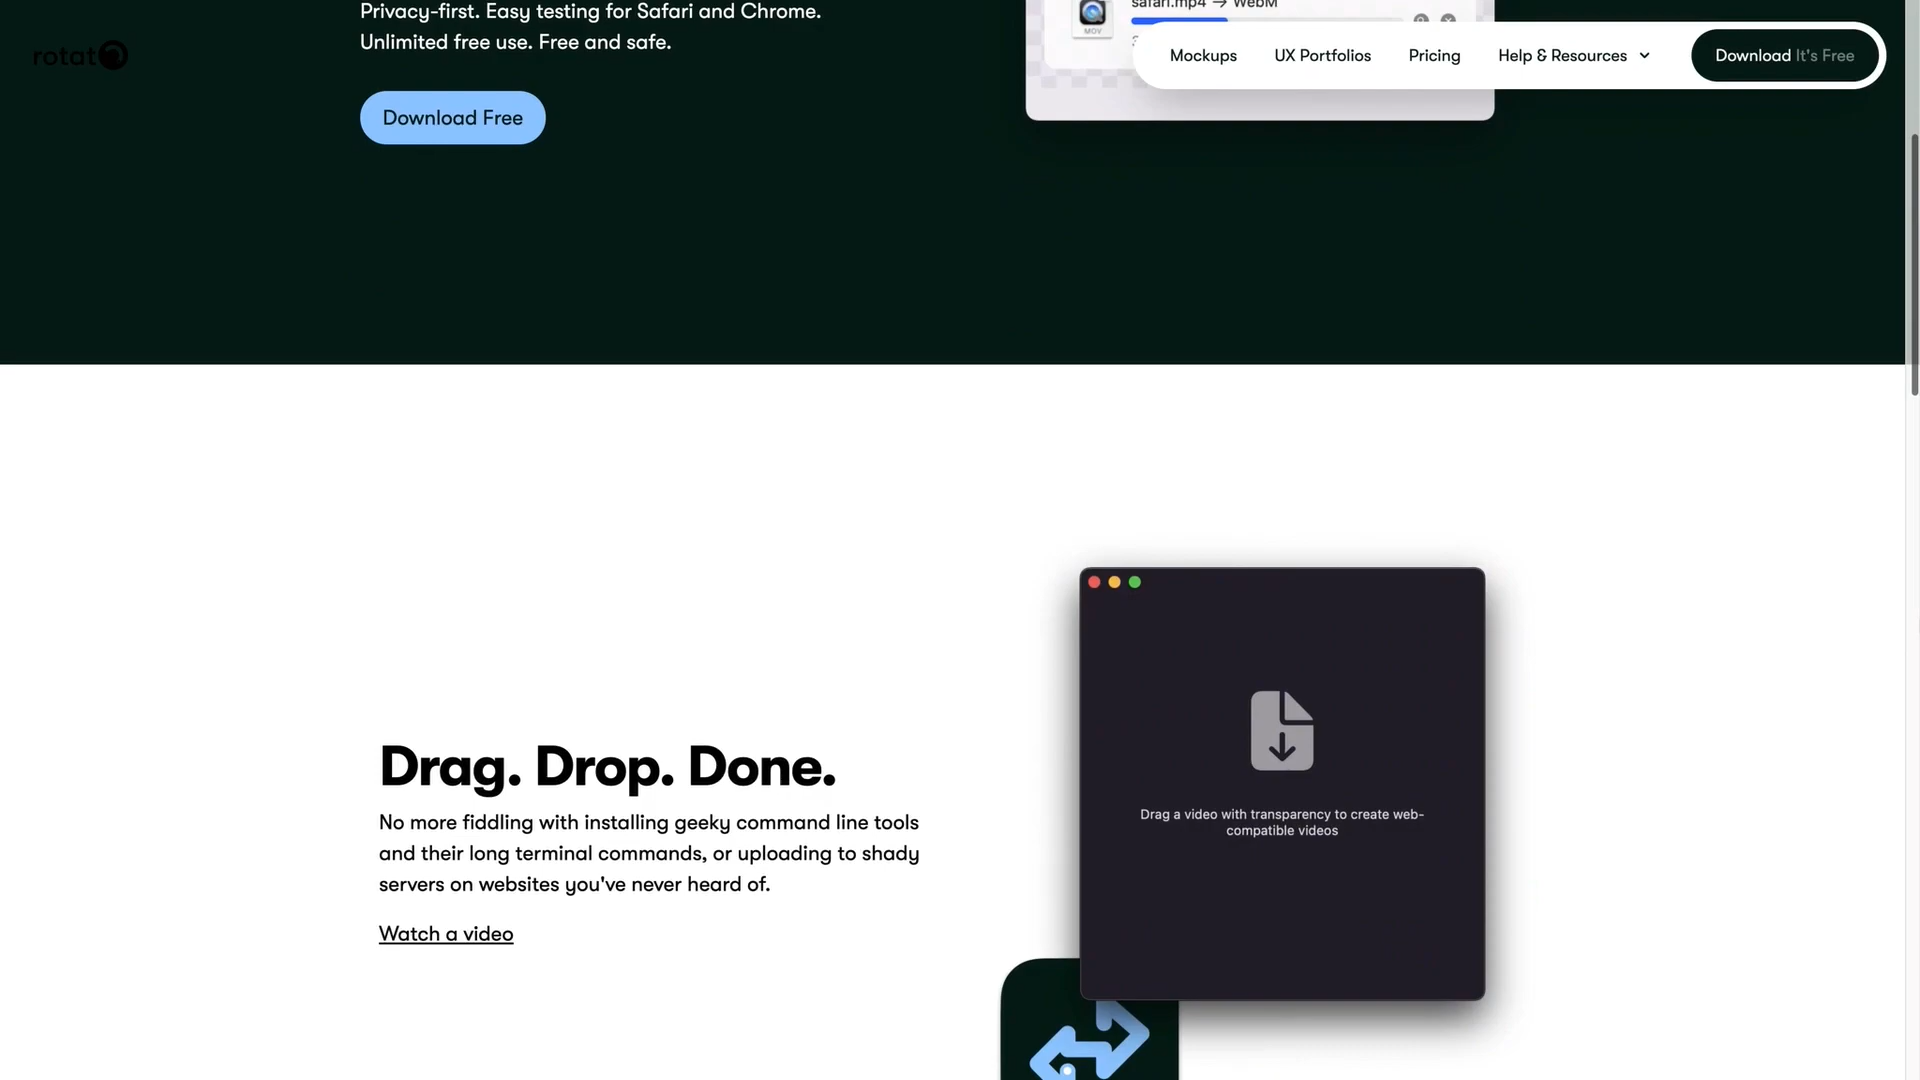 Privacy-first. Easy testing for Safari and Chrome.
Unlimited free use. Free and safe.
safari.mp4 → WebM
MOV
rotato
Mockups
UX Portfolios
Pricing
Help & Resources
Download It's Free
Download Free
Drag a video with transparency to create web-
compatible videos
Drag. Drop. Done.
No more fiddling with installing geeky command line tools
and their long terminal commands, or uploading to shady
servers on websites you've never heard of.
Watch a video